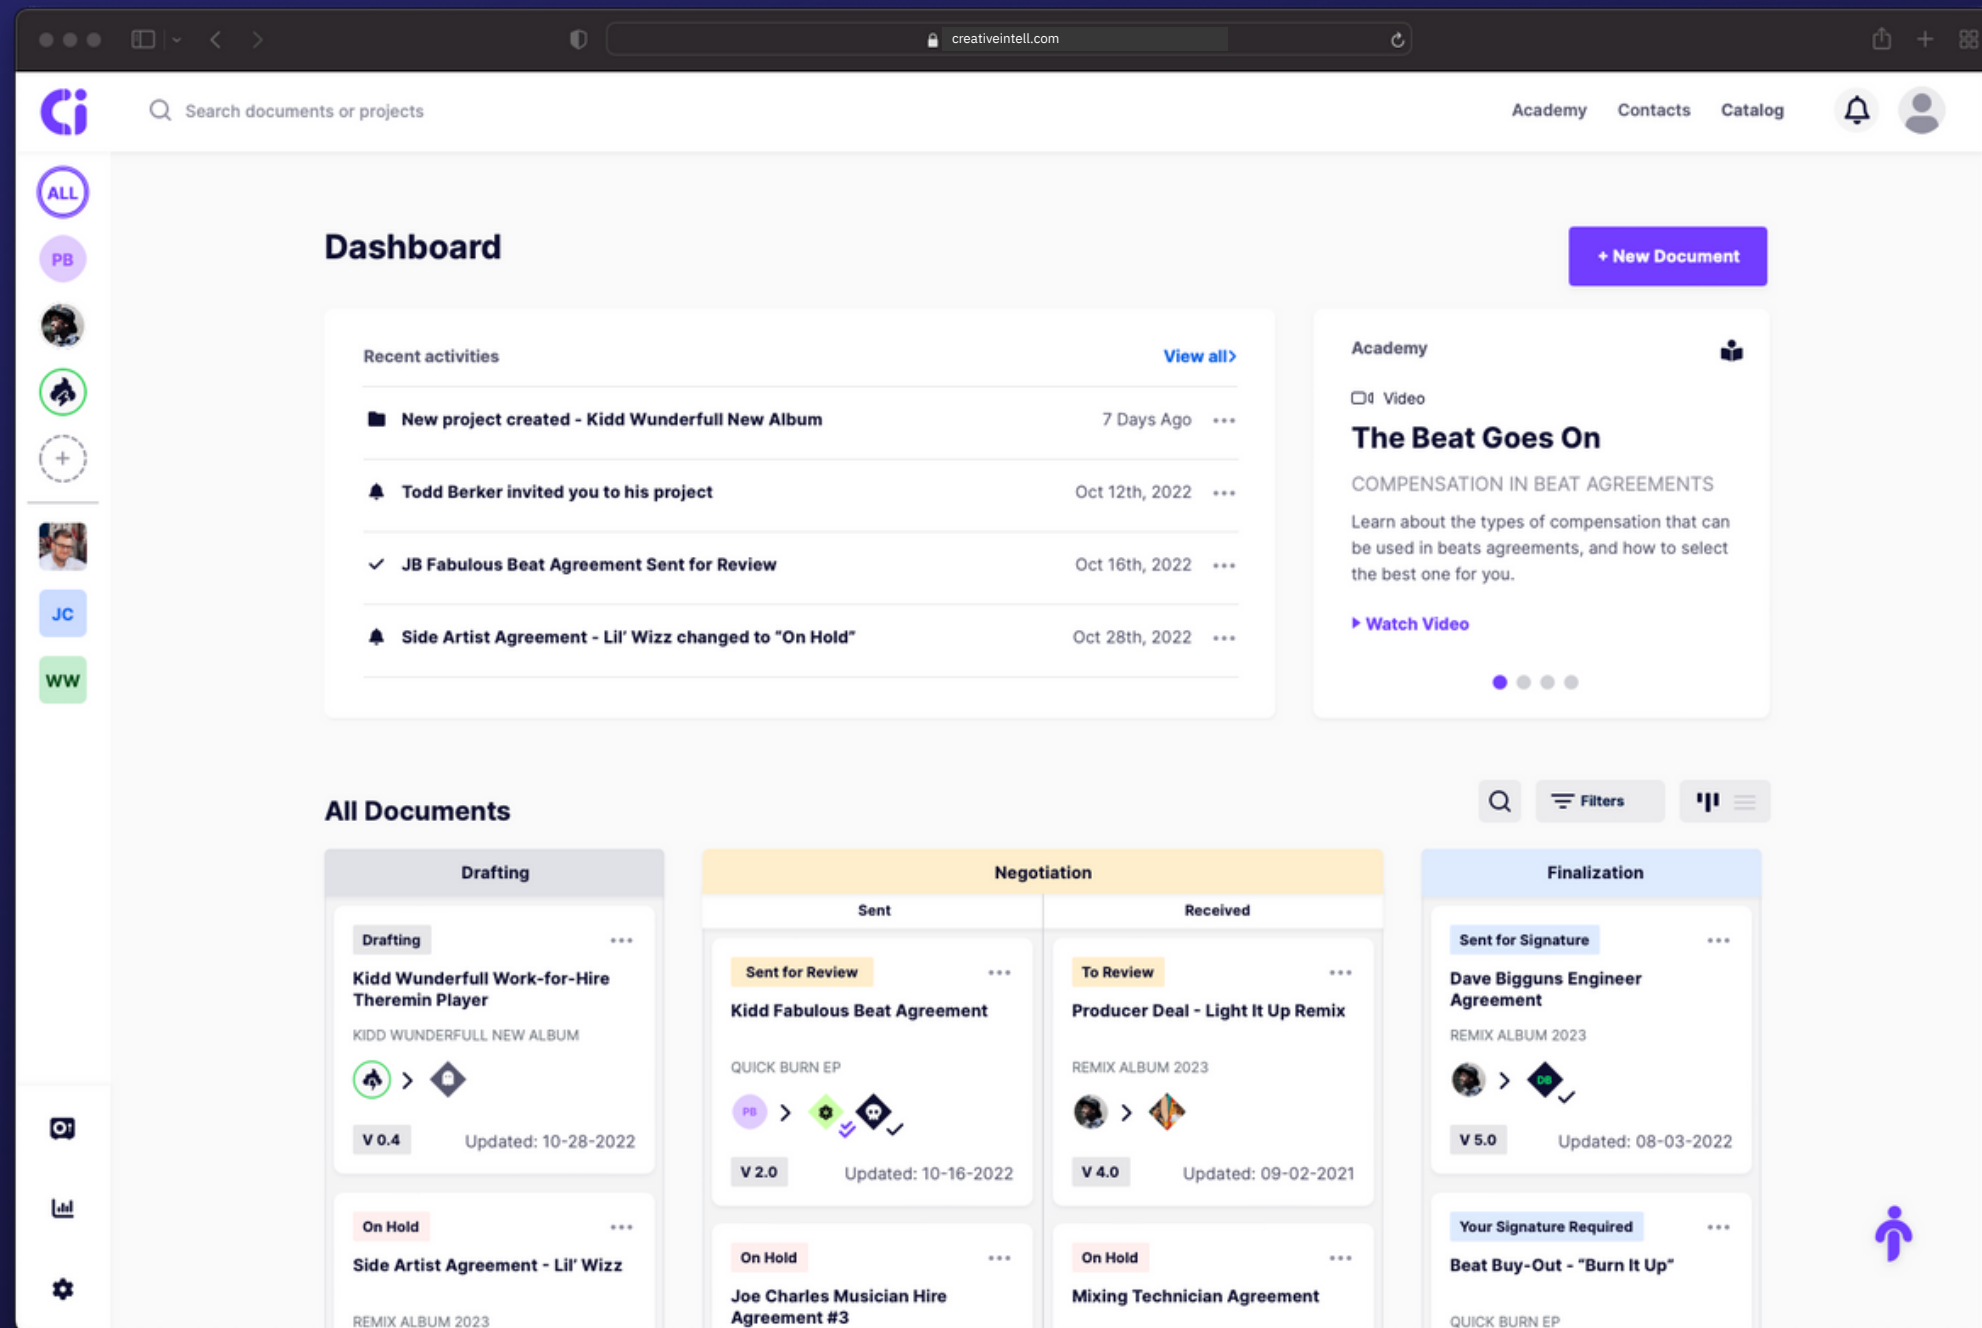 creativeintell.com
Ci
Search documents or projects
Academy
Contacts
Catalog
ALL
PB
JC
WW
Dashboard
+ New Document
Recent activities
View all>
New project created - Kidd Wunderfull New Album
7 Days Ago
Todd Berker invited you to his project
Oct 12th, 2022
JB Fabulous Beat Agreement Sent for Review
Oct 16th, 2022
Side Artist Agreement - Lil’ Wizz changed to “On Hold”
Oct 28th, 2022
Academy
Video
The Beat Goes On
COMPENSATION IN BEAT AGREEMENTS
Learn about the types of compensation that can
be used in beats agreements, and how to select
the best one for you.
Watch Video
All Documents
Filters
Drafting
Drafting
Kidd Wunderfull Work-for-Hire
Theremin Player
KIDD WUNDERFULL NEW ALBUM
V 0.4
Updated: 10-28-2022
On Hold
Side Artist Agreement - Lil’ Wizz
REMIX ALBUM 2023
Negotiation
Sent
Sent for Review
Kidd Fabulous Beat Agreement
QUICK BURN EP
PB
V 2.0
Updated: 10-16-2022
On Hold
Joe Charles Musician Hire
Agreement #3
Received
To Review
Producer Deal - Light It Up Remix
REMIX ALBUM 2023
V 4.0
Updated: 09-02-2021
On Hold
Mixing Technician Agreement
Finalization
Sent for Signature
Dave Bigguns Engineer
Agreement
REMIX ALBUM 2023
DB
V 5.0
Updated: 08-03-2022
Your Signature Required
Beat Buy-Out - “Burn It Up”
QUICK BURN EP